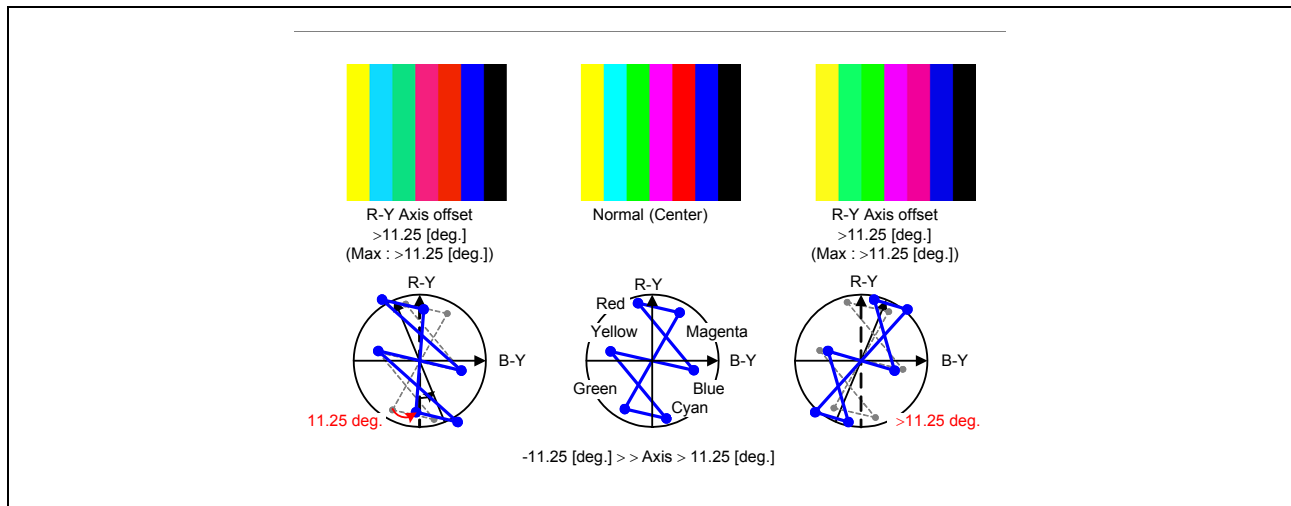 R-Y Axis offset
>11.25 [deg.]
(Max : >11.25 [deg.])
Normal (Center)
R-Y Axis offset
>11.25 [deg.]
(Max : >11.25 [deg.])
R-Y
B-Y
11.25 deg.
R-Y
Red
Yellow
Magenta
B-Y
Green
Blue
Cyan
R-Y
B-Y
>11.25 deg.
-11.25 [deg.] > > Axis > 11.25 [deg.]